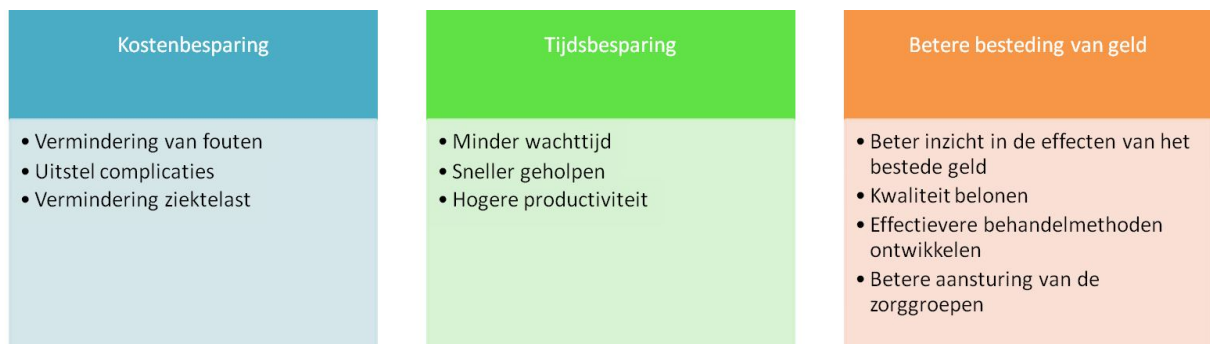 Kostenbesparing
• Vermindering van fouten
• Uitstel complicaties
• Vermindering ziektelast
Tijdsbesparing
• Minder wachttijd
• Sneller geholpen
• Hogere productiviteit
Betere besteding van geld
• Beter inzicht in de effecten van het
bestede geld
• Kwaliteit belonen
• Effectievere behandelmethoden
ontwikkelen
• Betere aansturing van de
zorggroepen